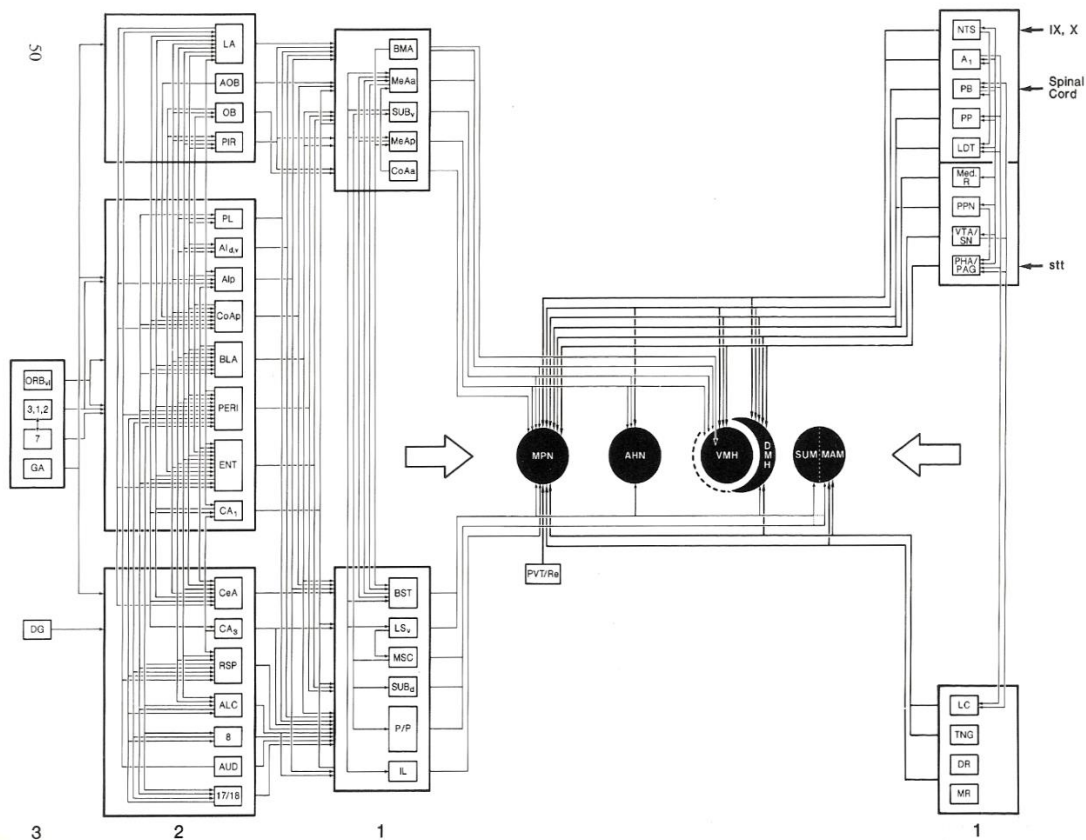 50
LA
AOB
OB
PIR
PL
AId,v
AIp
CoAp
BLA
PERI
ENT
CA1
CeA
CA3
RSP
ALC
8
AUD
17/18
ORBvl
3,1,2
7
GA
DG
BMA
MeAa
SUBv
MeAp
CoAa
BST
LSv
MSC
SUBd
P/P
IL
MPN
AHN
VMH
DMH
SUM MAM
PVT/Re
NTS
A1
PB
PP
LDT
Med.
R
PPN
VTA/
SN
PHA/
PAG
IX, X
Spinal
Cord
stt
LC
TNG
DR
MR
3
2
1
1